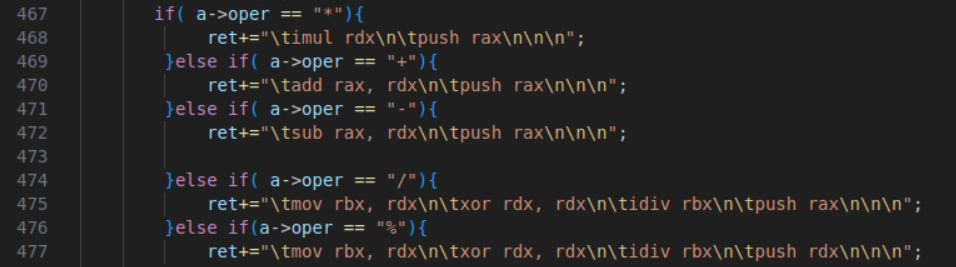 467 if( a->oper == "*"){
468 ret+="\timul rdx\n\tpush rax\n\n\n";
469 }else if( a->oper == "+"){
470 ret+="\tadd rax, rdx\n\tpush rax\n\n\n";
471 }else if( a->oper == "-"){
472 ret+="\tsub rax, rdx\n\tpush rax\n\n\n";
473
474 }else if( a->oper == "/"){
475 ret+="\tmov rbx, rdx\n\txor rdx, rdx\n\tidiv rbx\n\tpush rax\n\n\n";
476 }else if(a->oper == "%"){
477 ret+="\tmov rbx, rdx\n\txor rdx, rdx\n\tidiv rbx\n\tpush rdx\n\n\n";